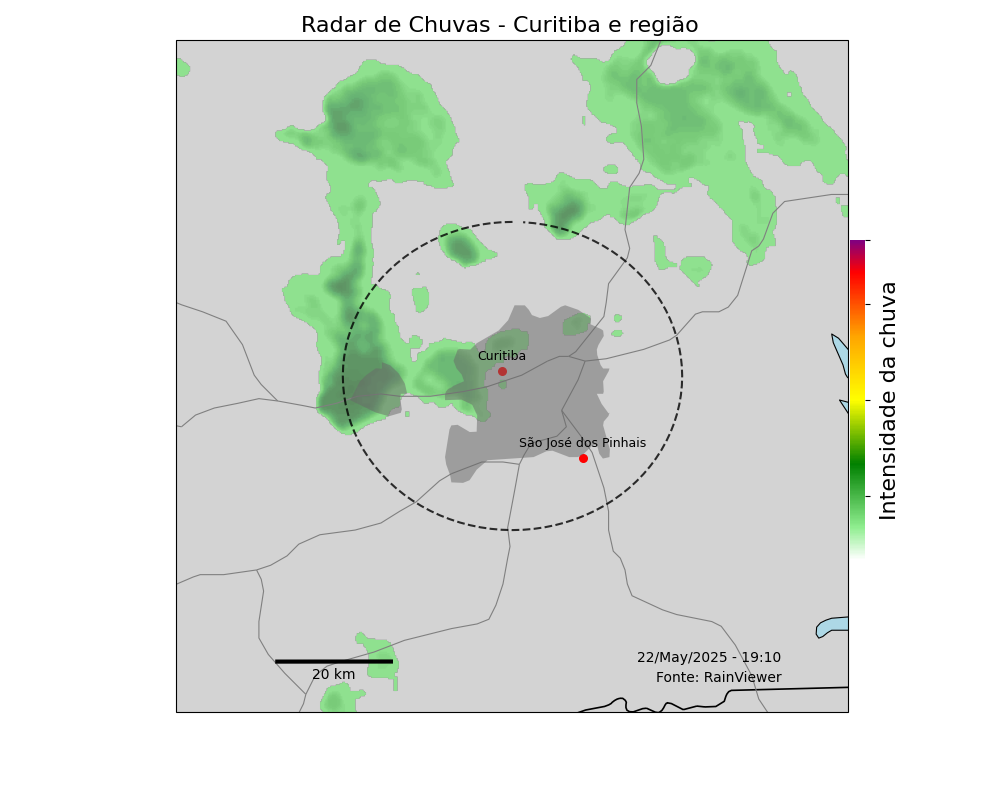 Radar de Chuvas - Curitiba e região
Curitiba
São José dos Pinhais
Intensidade da chuva
20 km
22/May/2025 - 19:10
Fonte: RainViewer